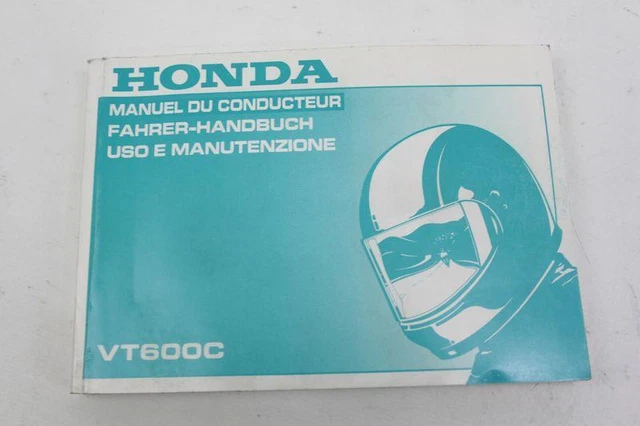 HONDA
MANUEL DU CONDUCTEUR
FAHRER-HANDBUCH
USO E MANUTENZIONE
VT600C